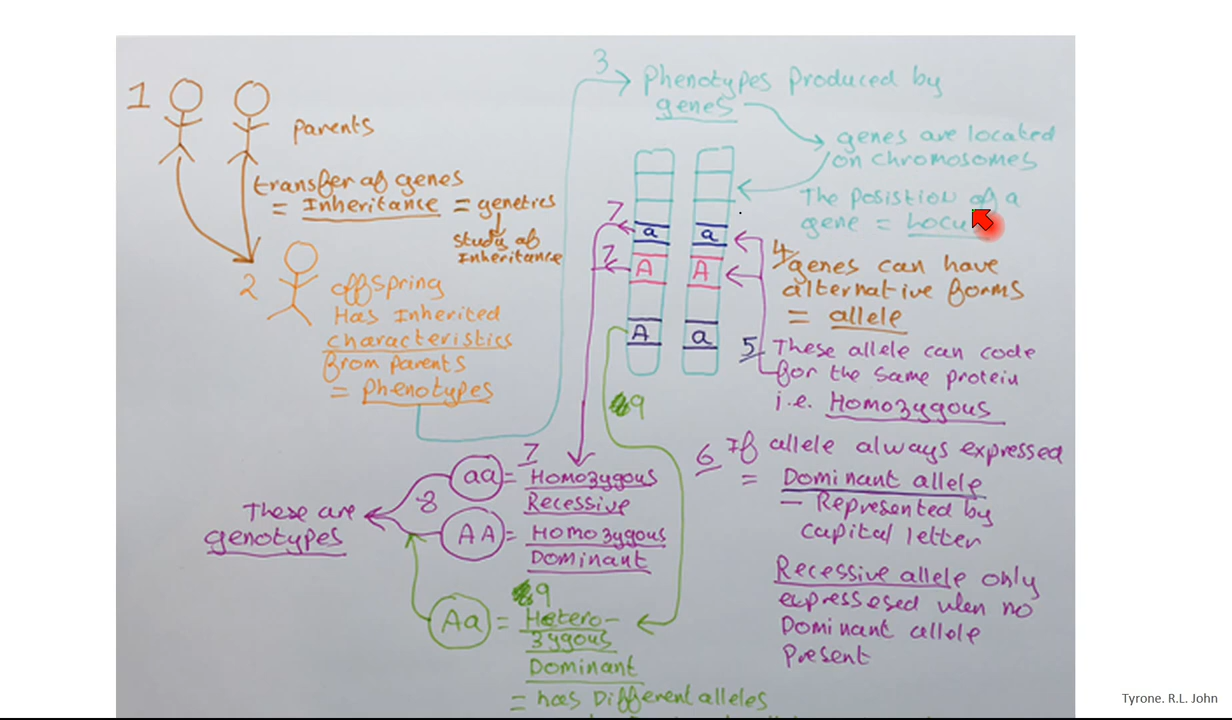 1
parents
transfer of genes
= Inheritance = genetics
study of
Inheritance
2
offspring
Has Inherited
characteristics
from parents
= Phenotypes
3
Phenotypes produced by
genes
genes are located
on chromosomes
The posistion of a
gene = Locu
7
a a
7
A A
A a
4 genes can have
alternative forms
= allele
5 These allele can code
for the same protein
i.e. Homozygous
9
6 If allele always expressed
= Dominant allele
- Represented by
capital letter
Recessive allele only
expressesed when no
Dominant allele
present
7
aa = Homozygous
Recessive
8
These are
genotypes
AA = Homozygous
Dominant
9
Aa = Hetero-
zygous
Dominant
= has Different alleles
Tyrone. R.L. John